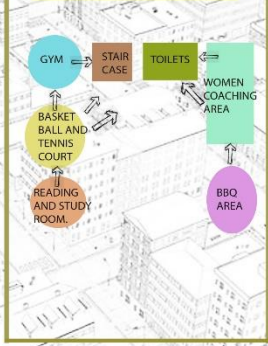 GYM
STAIR
CASE
TOILETS
WOMEN
COACHING
AREA
BASKET
BALL AND
TENNIS
COURT
READING
AND STUDY
ROOM.
BBQ
AREA